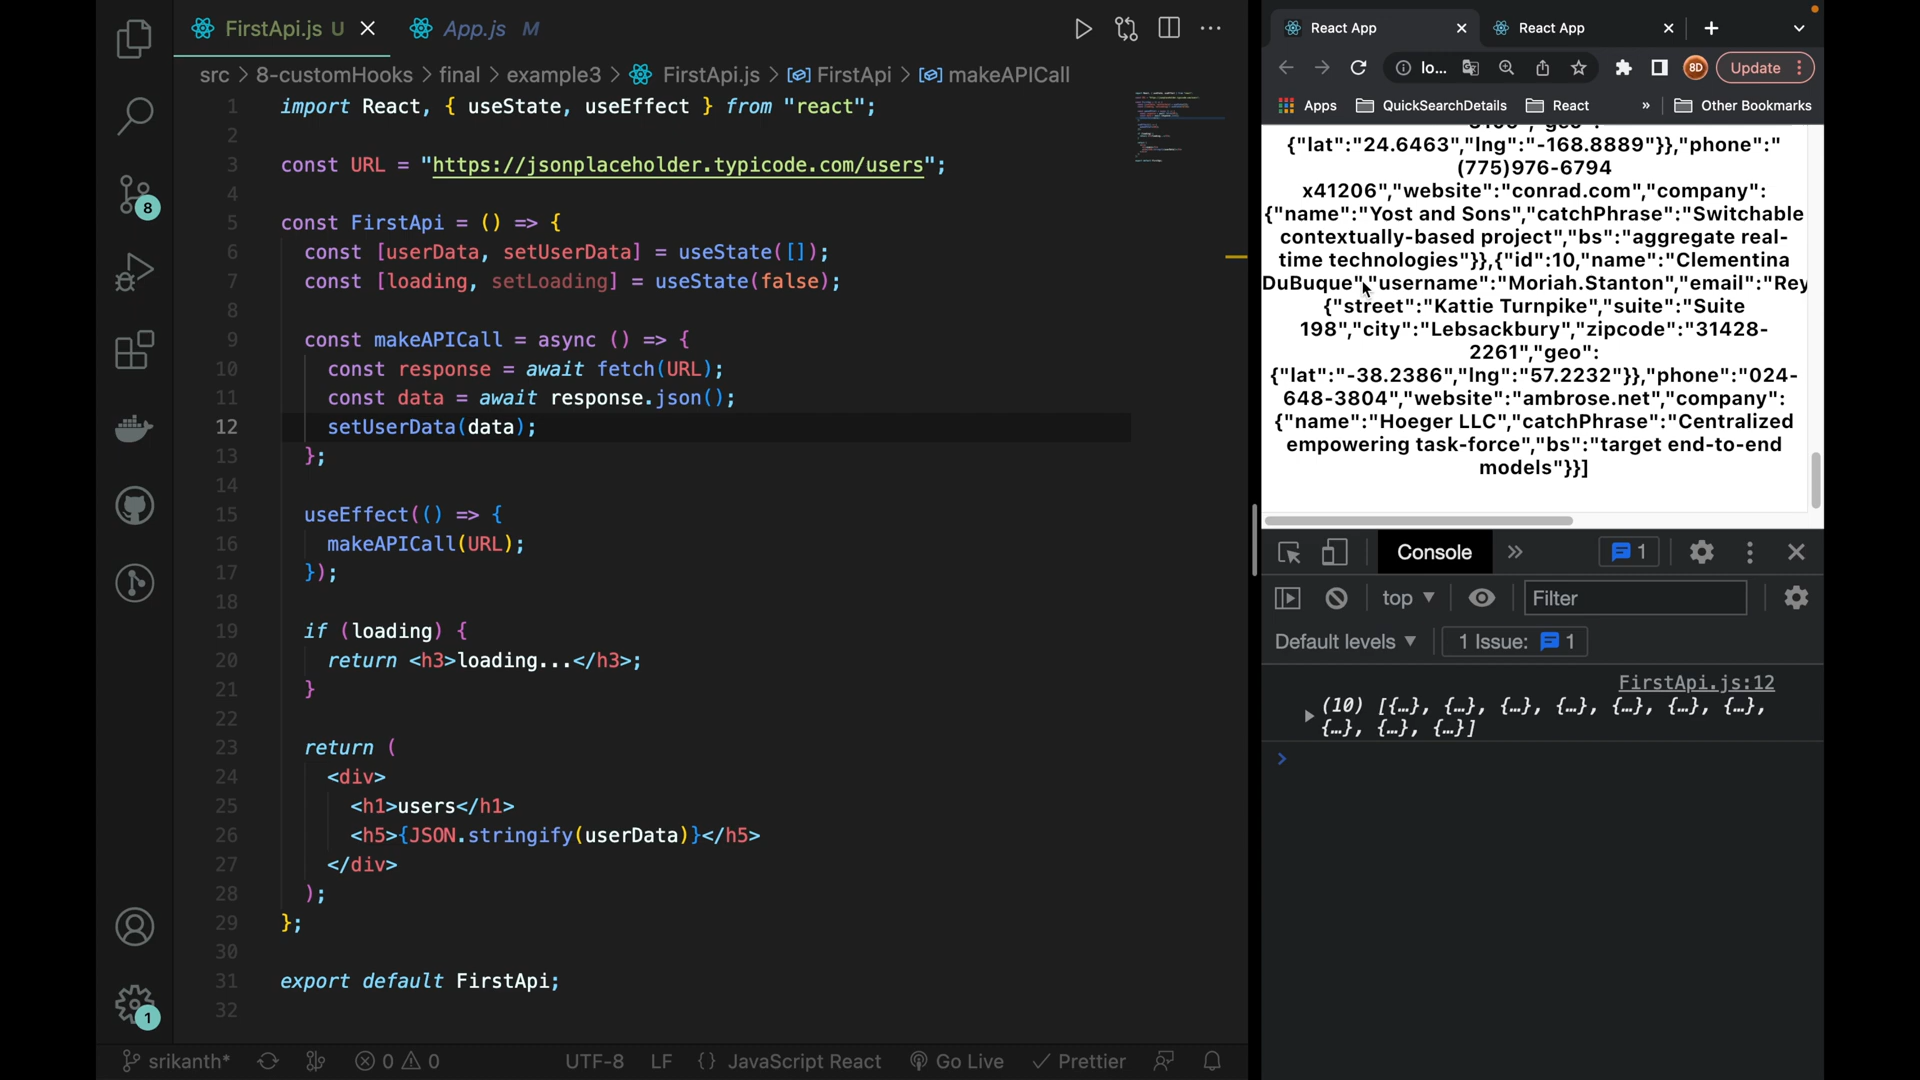 FirstApi.js U
App.js M
src > 8-customHooks > final > example3 > FirstApi.js > FirstApi > makeAPICall
1 import React, { useState, useEffect } from "react";
2
3 const URL = "https://jsonplaceholder.typicode.com/users";
4
5 const FirstApi = () => {
6 const [userData, setUserData] = useState([]);
7 const [loading, setLoading] = useState(false);
8
9 const makeAPICall = async () => {
10 const response = await fetch(URL);
11 const data = await response.json();
12 setUserData(data);
13 };
14
15 useEffect(() => {
16 makeAPICall(URL);
17 });
18
19 if (loading) {
20 return <h3>loading...</h3>;
21 }
22
23 return (
24 <div>
25 <h1>users</h1>
26 <h5>{JSON.stringify(userData)}</h5>
27 </div>
28 );
29 };
30
31 export default FirstApi;
32
8
1
srikanth* 0 0 UTF-8 LF {} JavaScript React Go Live Prettier
React App
React App
lo... 8D Update
Apps QuickSearchDetails React » Other Bookmarks
{"lat":"24.6463","lng":"-168.8889"}},"phone":"
(775)976-6794
x41206","website":"conrad.com","company":
{"name":"Yost and Sons","catchPhrase":"Switchable
contextually-based project","bs":"aggregate real-
time technologies"}},{"id":10,"name":"Clementina
DuBuque","username":"Moriah.Stanton","email":"Rey
{"street":"Kattie Turnpike","suite":"Suite
198","city":"Lebsackbury","zipcode":"31428-
2261","geo":
{"lat":"-38.2386","lng":"57.2232"}},"phone":"024-
648-3804","website":"ambrose.net","company":
{"name":"Hoeger LLC","catchPhrase":"Centralized
empowering task-force","bs":"target end-to-end
models"}}]
Console » 1
top Filter
Default levels 1 Issue: 1
FirstApi.js:12
(10) [{…}, {…}, {…}, {…}, {…}, {…}, {…},
{…}, {…}, {…}]